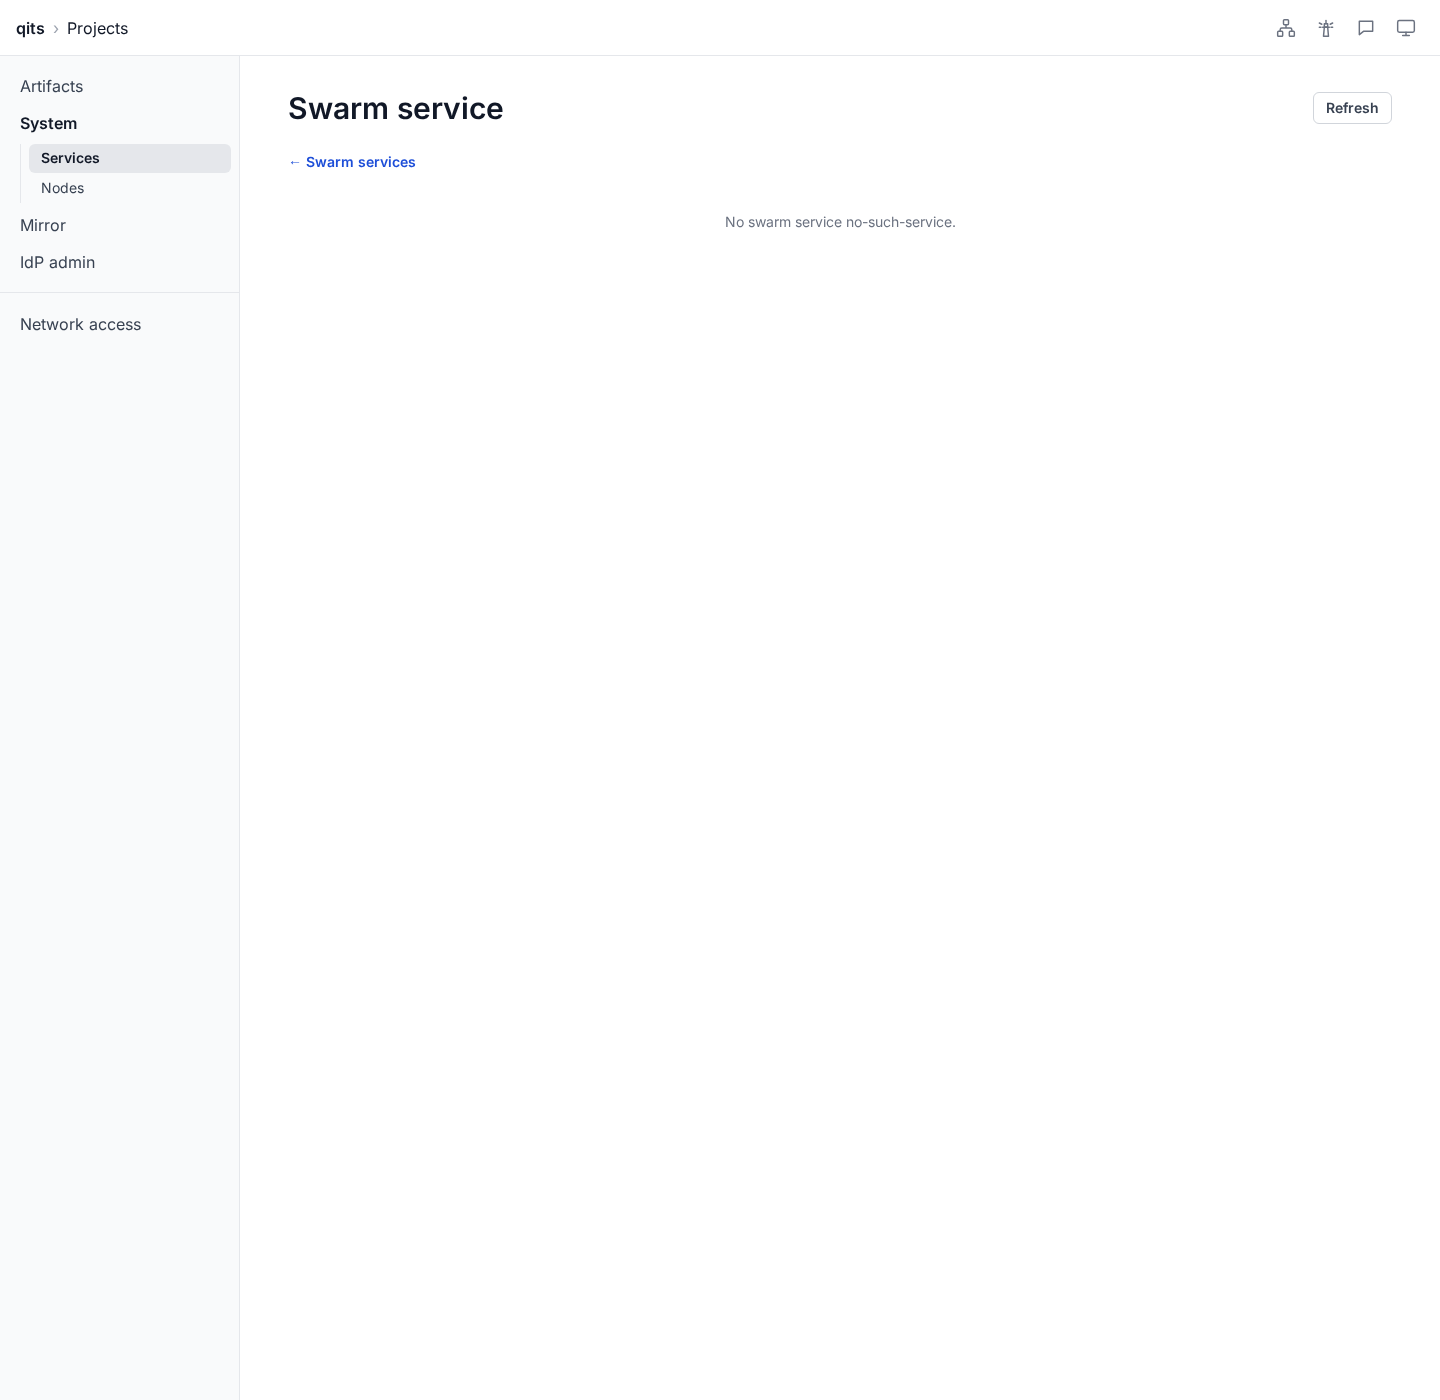 qits › Projects
Artifacts
System
Services
Nodes
Mirror
IdP admin
Network access
Swarm service
Refresh
← Swarm services
No swarm service no-such-service.